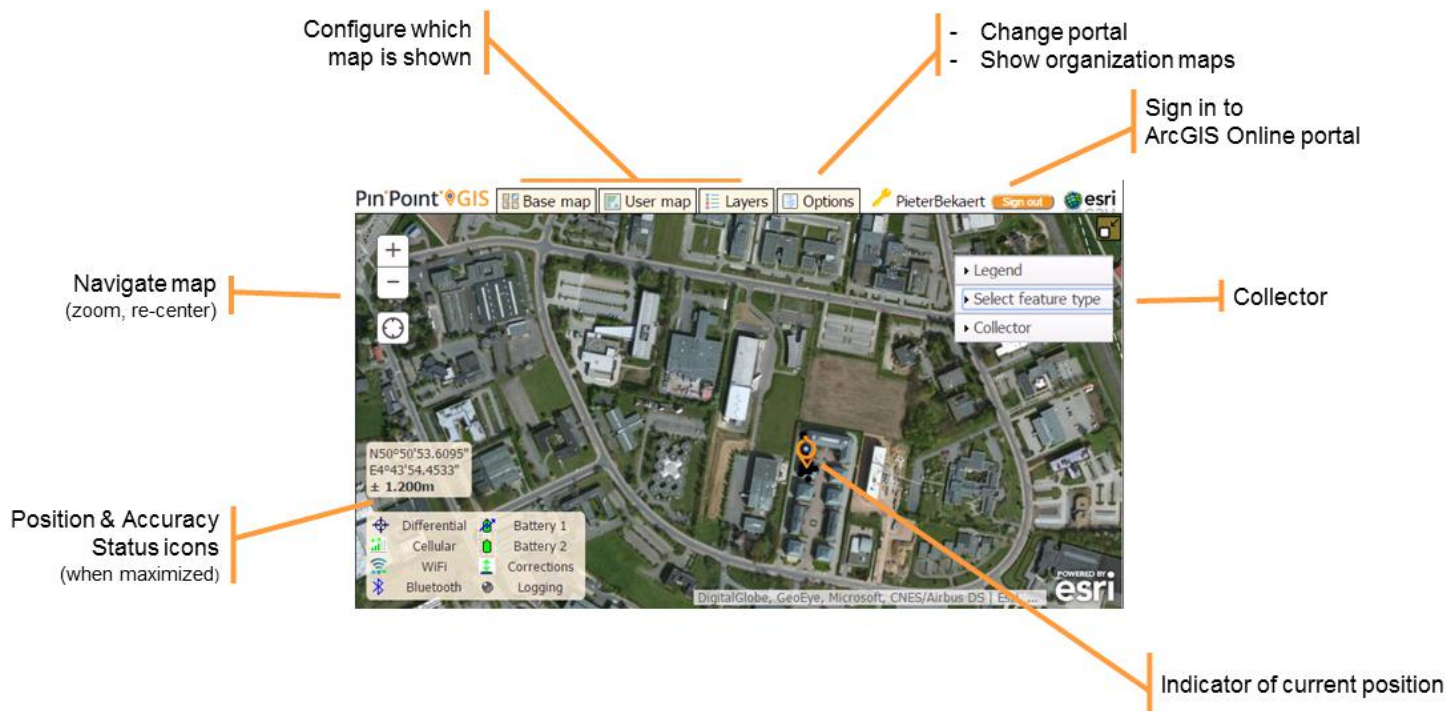 Configure which
map is shown
- Change portal
- Show organization maps
Sign in to
ArcGIS Online portal
PinPoint GIS Base map User map Layers Options PieterBekaert Sign out esri
+
−
Legend
Select feature type
Collector
Navigate map
(zoom, re-center)
Collector
N50°50'53.6095"
E4°43'54.4533"
± 1.200m
Position & Accuracy
Status icons
(when maximized)
Differential Battery 1
Cellular Battery 2
WiFi Corrections
Bluetooth Logging
DigitalGlobe, GeoEye, Microsoft, CNES/Airbus DS | Esri, ...
POWERED BY
esri
Indicator of current position